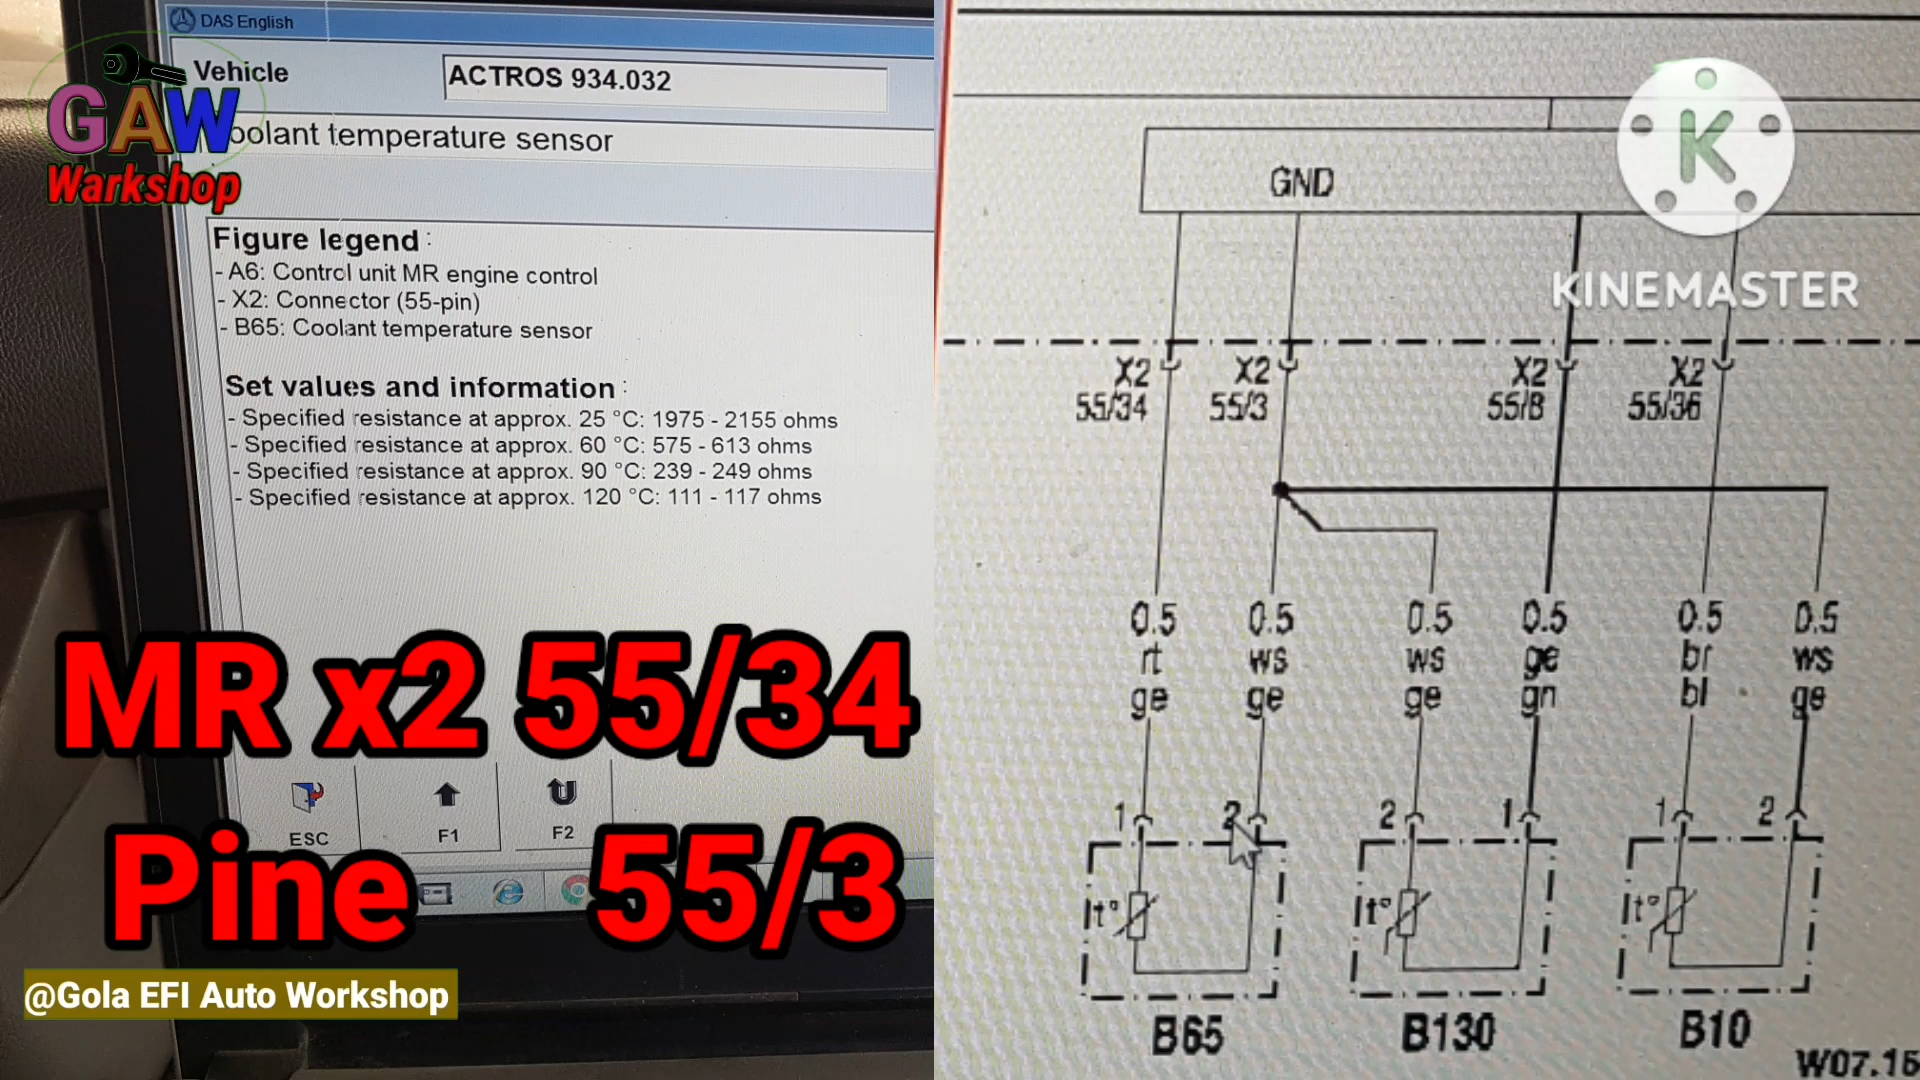 DAS English
Vehicle
ACTROS 934.032
GAW
Warkshop
oolant temperature sensor
Figure legend :
- A6: Control unit MR engine control
- X2: Connector (55-pin)
- B65: Coolant temperature sensor
Set values and information :
- Specified resistance at approx. 25 °C: 1975 - 2155 ohms
- Specified resistance at approx. 60 °C: 575 - 613 ohms
- Specified resistance at approx. 90 °C: 239 - 249 ohms
- Specified resistance at approx. 120 °C: 111 - 117 ohms
MR x2 55/34
Pine 55/3
ESC F1 F2
@Gola EFI Auto Workshop
GND
K
KINEMASTER
X2 X2 X2 X2
55/34 55/3 55/8 55/36
0.5 0.5 0.5 0.5 0.5 0.5
rt ws ws ge br ws
ge ge ge gn bl ge
1 2 2 1 1 2
t° t° t°
B65 B130 B10
W07.15